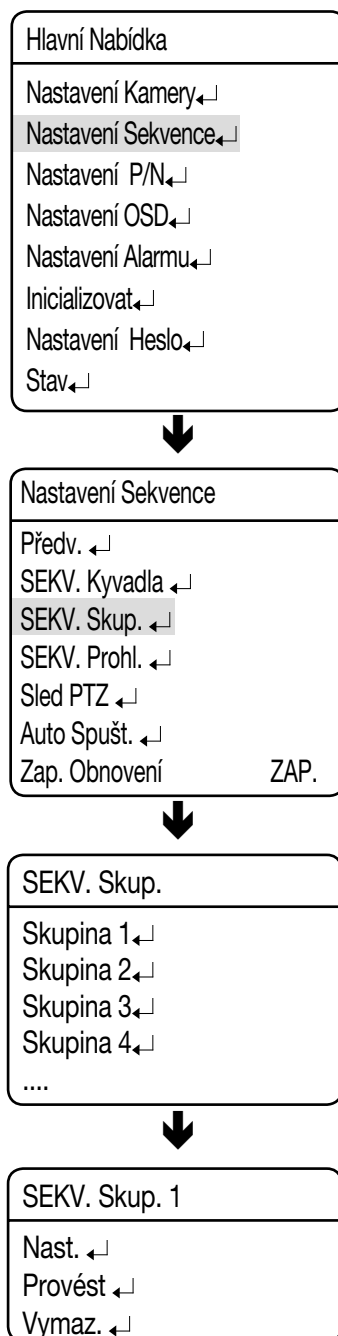 Hlavní Nabídka
Nastavení Kamery↵
Nastavení Sekvence↵
Nastavení P/N↵
Nastavení OSD↵
Nastavení Alarmu↵
Inicializovat↵
Nastavení Heslo↵
Stav↵
Nastavení Sekvence
Předv. ↵
SEKV. Kyvadla ↵
SEKV. Skup. ↵
SEKV. Prohl. ↵
Sled PTZ ↵
Auto Spušt. ↵
Zap. Obnovení ZAP.
SEKV. Skup.
Skupina 1↵
Skupina 2↵
Skupina 3↵
Skupina 4↵
....
SEKV. Skup. 1
Nast. ↵
Provést ↵
Vymaz. ↵